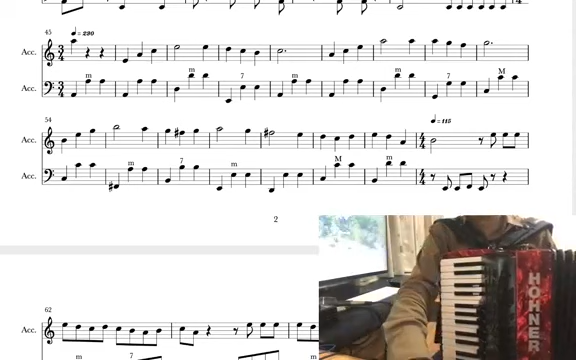 45
♩ = 230
Acc.
m m 7 m m 7 M
Acc.
54
♩= 115
Acc.
m 7 m M m
Acc.
2
62
Acc.
m 7
HOHNER